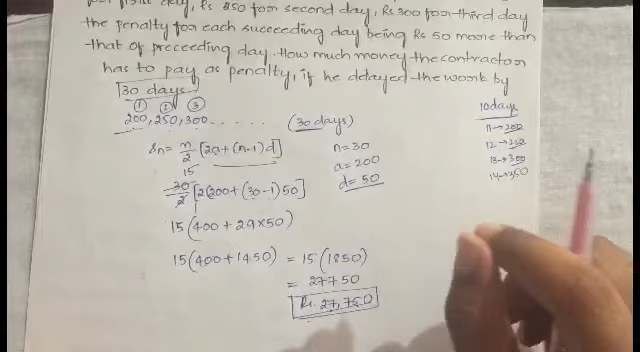 day, Rs 250 for second day, Rs 300 for third day
the penalty for each succeeding day being Rs 50 more than
that of preceeding day. How much money the contractor
has to pay as penalty, if he delayed the work by
30 days.
① ② ③
200, 250, 300 . . . . . (30 days)
Sn = n/2 [2a + (n-1) d]
n = 30
a = 200
d = 50
15
30/2 [2(200 + (30-1) 50]
15 (400 + 29×50)
15 (400 + 1450) = 15 (1850)
= 27750
Rs. 27,750
10 days
11 → 200
12 → 250
13 → 300
14 → 350